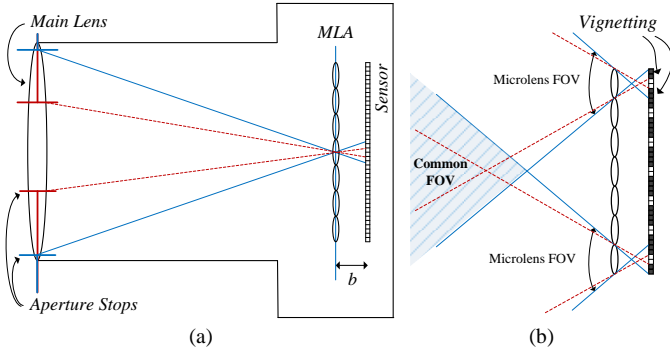 Main Lens
MLA
Sensor
Aperture Stops
b
(a)
Vignetting
Microlens FOV
Common
FOV
Microlens FOV
(b)